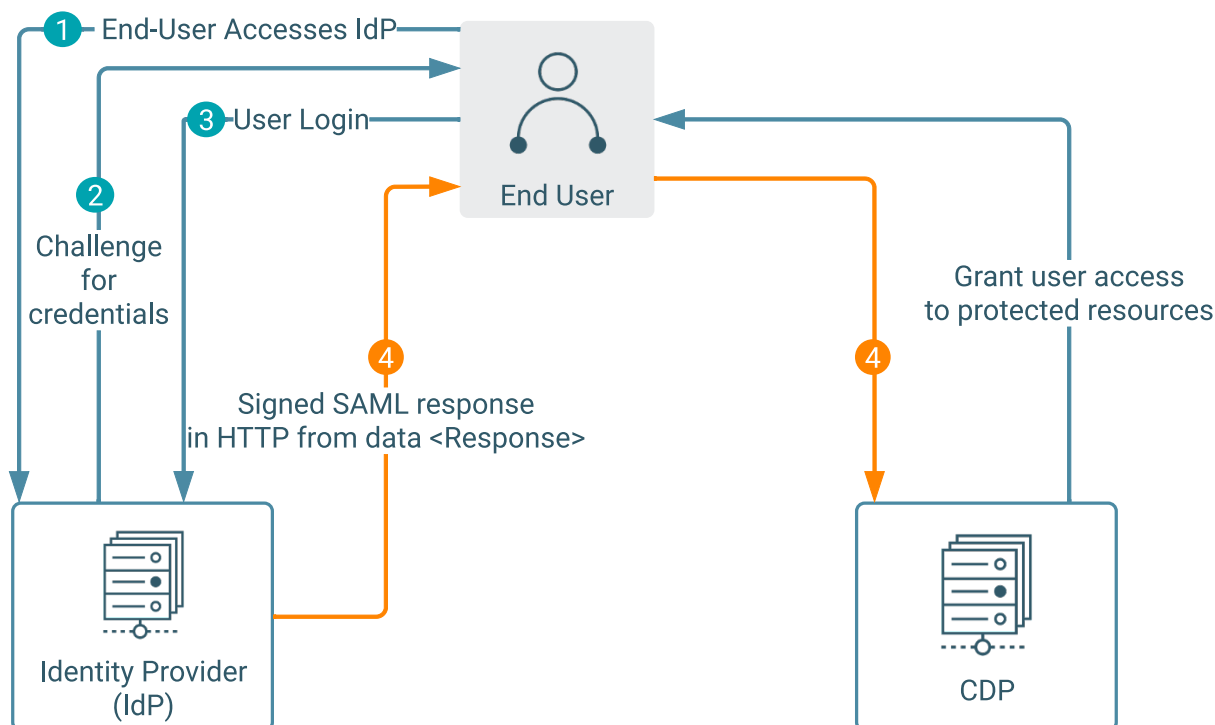 1 End-User Accesses IdP
3 User Login
2
Challenge
for
credentials
End User
Grant user access
to protected resources
4
4
Signed SAML response
in HTTP from data <Response>
Identity Provider
(IdP)
CDP